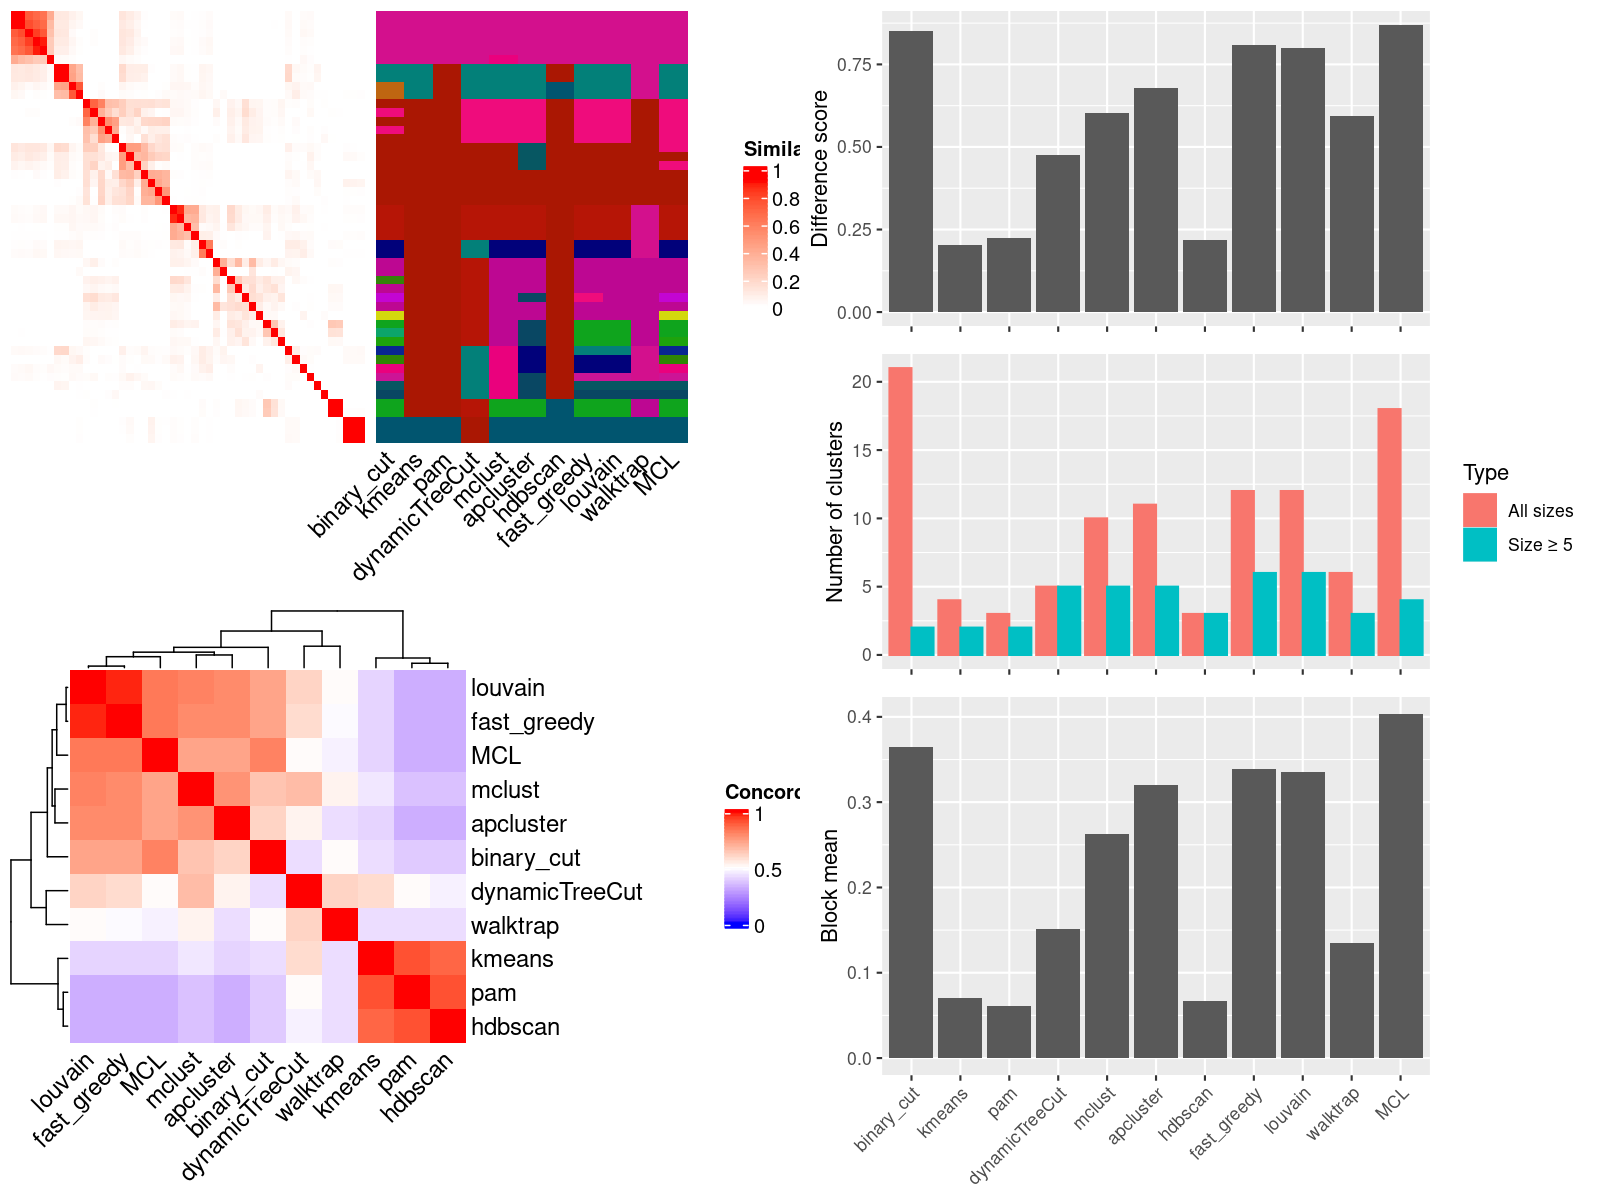 Simila
1
0.8
0.6
0.4
0.2
0
binary_cut
kmeans
pam
dynamicTreeCut
mclust
apcluster
hdbscan
fast_greedy
louvain
walktrap
MCL
louvain
fast_greedy
MCL
mclust
apcluster
binary_cut
dynamicTreeCut
walktrap
kmeans
pam
hdbscan
Concord
1
0.5
0
louvain
fast_greedy
MCL
mclust
apcluster
binary_cut
dynamicTreeCut
walktrap
kmeans
pam
hdbscan
Difference score
0.75
0.50
0.25
0.00
Number of clusters
20
15
10
5
0
Type
All sizes
Size ≥ 5
Block mean
0.4
0.3
0.2
0.1
0.0
binary_cut
kmeans
pam
dynamicTreeCut
mclust
apcluster
hdbscan
fast_greedy
louvain
walktrap
MCL